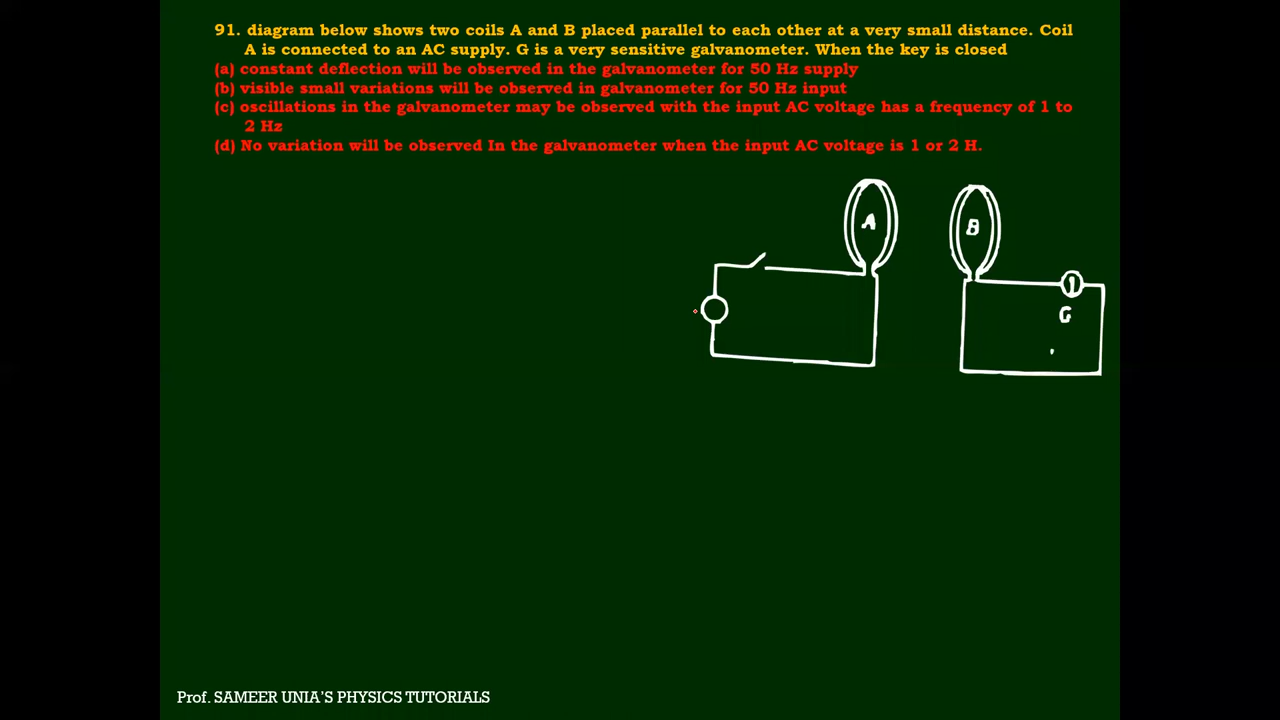 91. diagram below shows two coils A and B placed parallel to each other at a very small distance. Coil
A is connected to an AC supply. G is a very sensitive galvanometer. When the key is closed
(a) constant deflection will be observed in the galvanometer for 50 Hz supply
(b) visible small variations will be observed in galvanometer for 50 Hz input
(c) oscillations in the galvanometer may be observed with the input AC voltage has a frequency of 1 to
2 Hz
(d) No variation will be observed In the galvanometer when the input AC voltage is 1 or 2 H.
A
B
G
Prof. SAMEER UNIA'S PHYSICS TUTORIALS